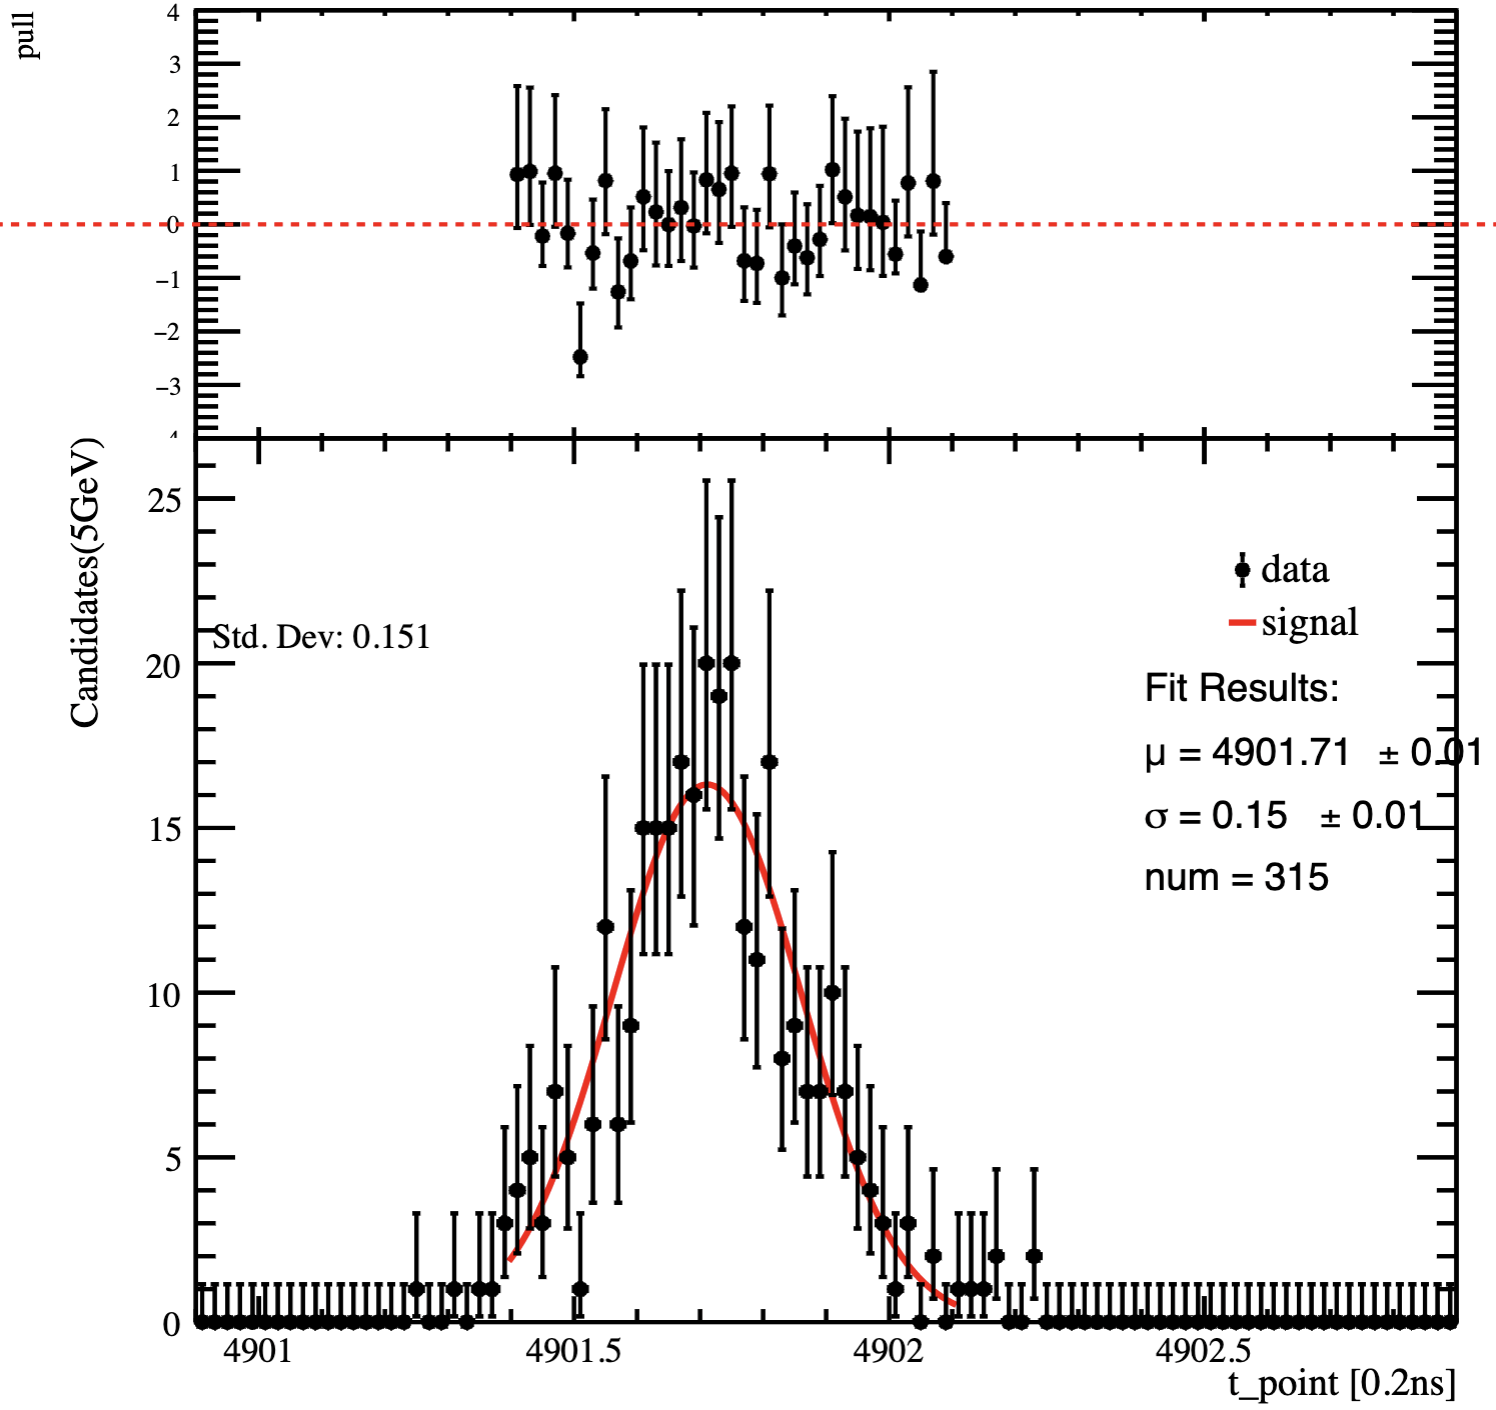 pull
4
3
2
1
0
−1
−2
−3
4
Candidates(5GeV)
25
20
15
10
5
0
Std. Dev: 0.151
data
signal
Fit Results:
μ = 4901.71 ± 0.01
σ = 0.15 ± 0.01
num = 315
4901 4901.5 4902 4902.5
t_point [0.2ns]